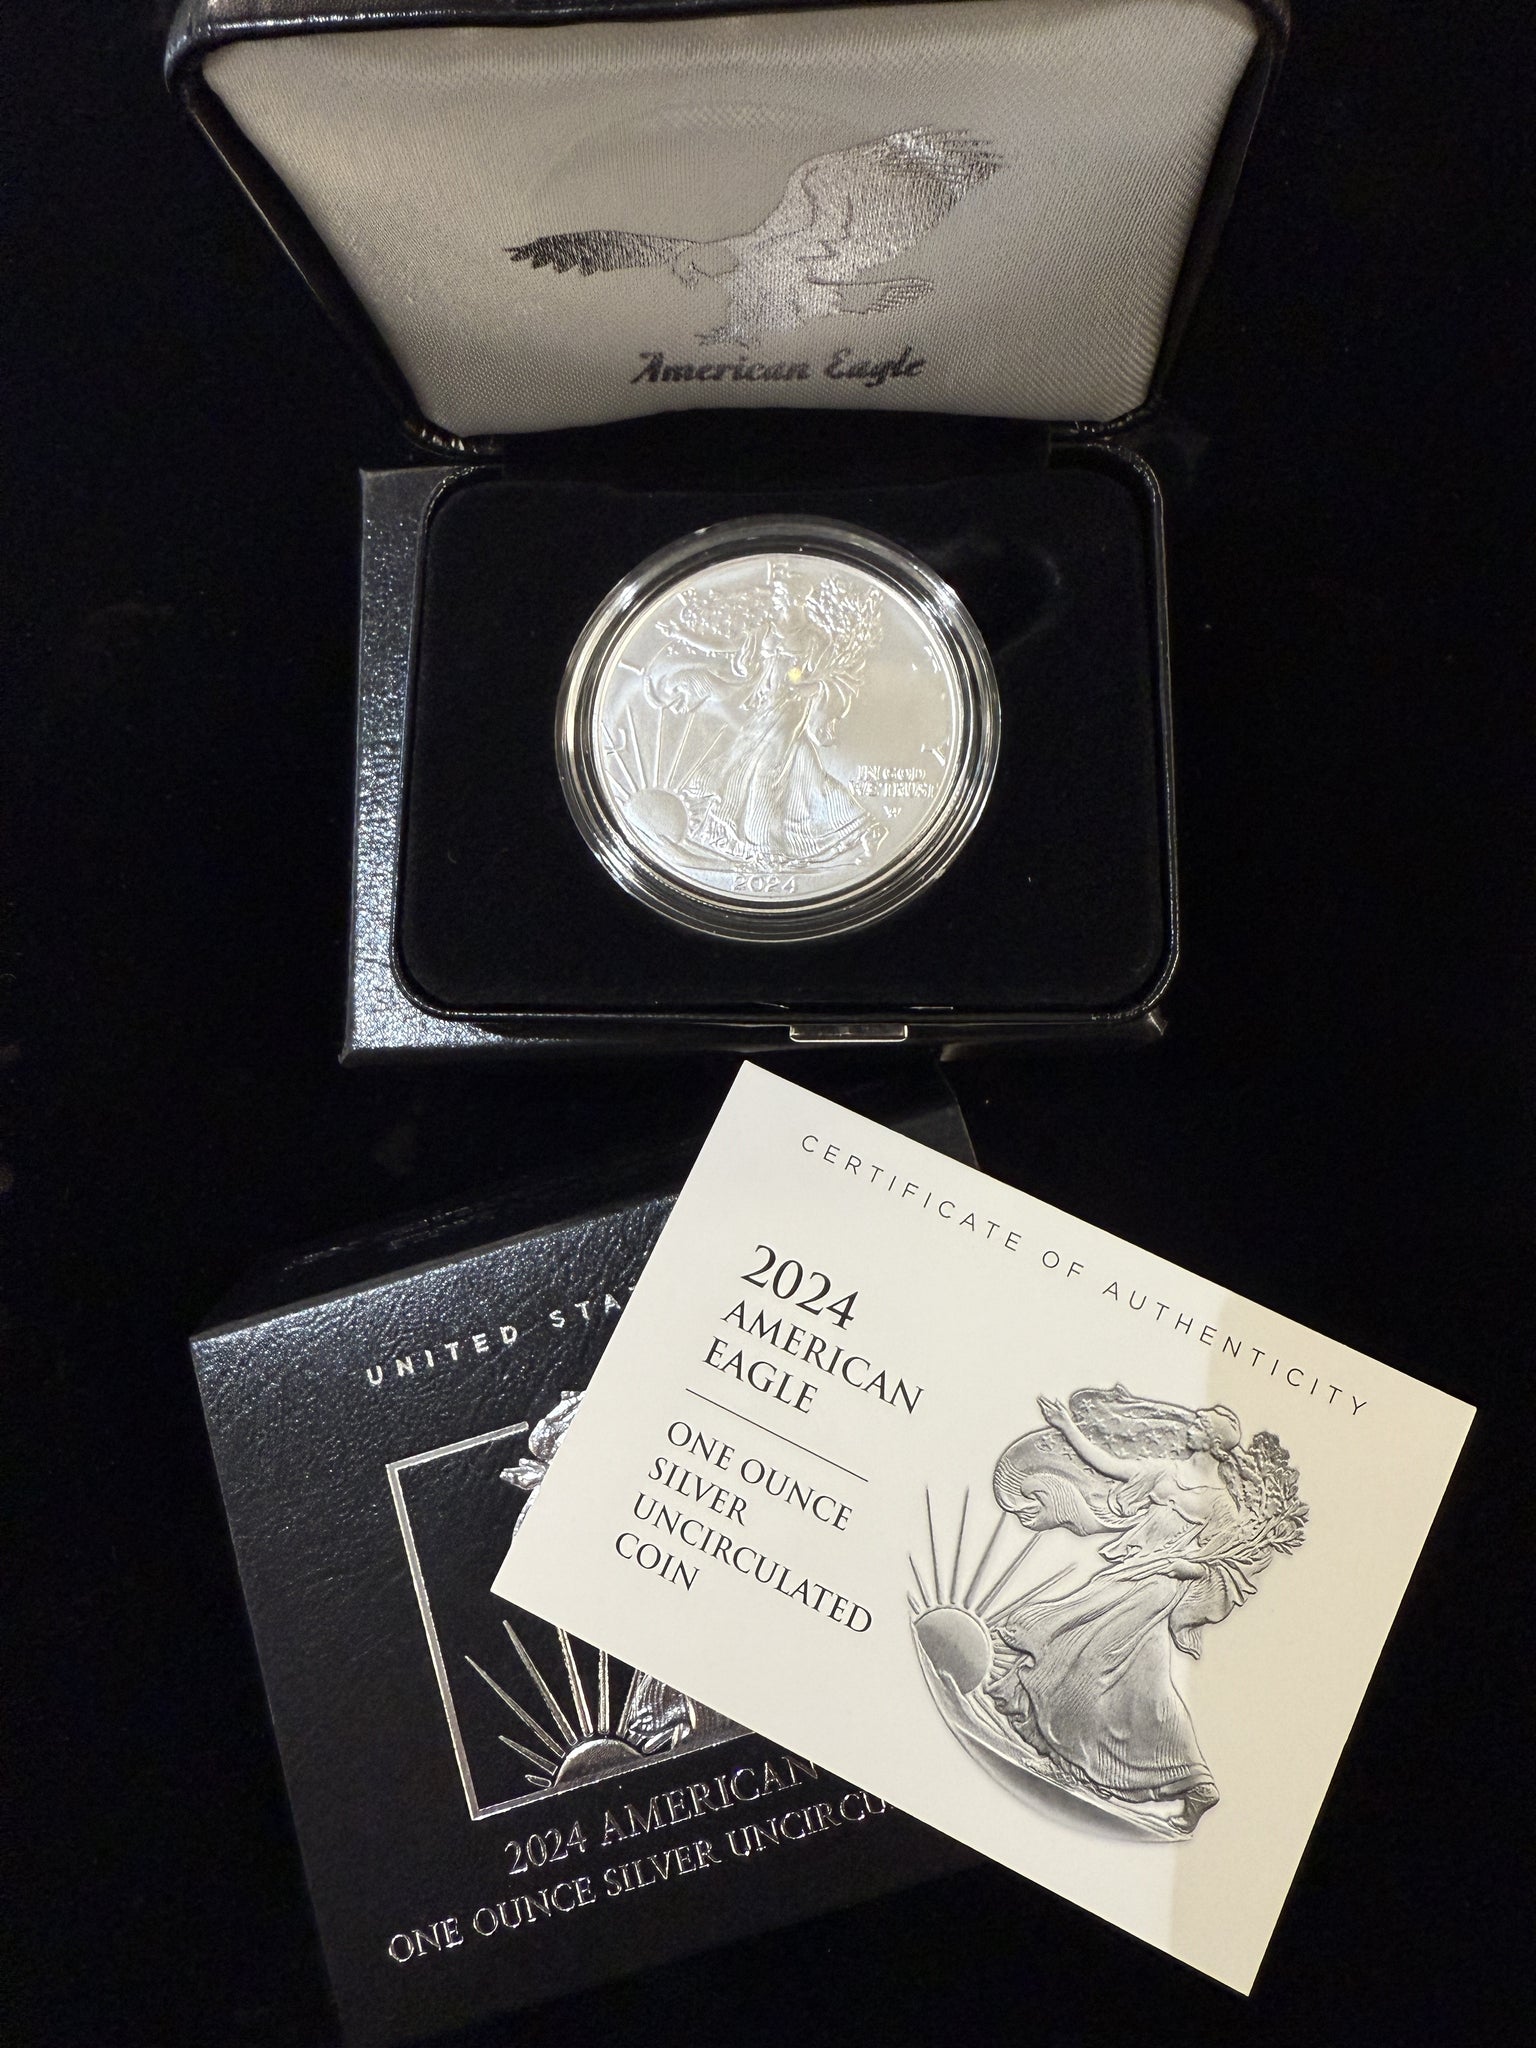 American Eagle
LIBERTY
IN GOD
WE TRUST
2024
CERTIFICATE OF AUTHENTICITY
2024
AMERICAN
EAGLE
ONE OUNCE
SILVER
UNCIRCULATED
COIN
UNITED STA
2024 AMERICAN
ONE OUNCE SILVER UNCIRCU